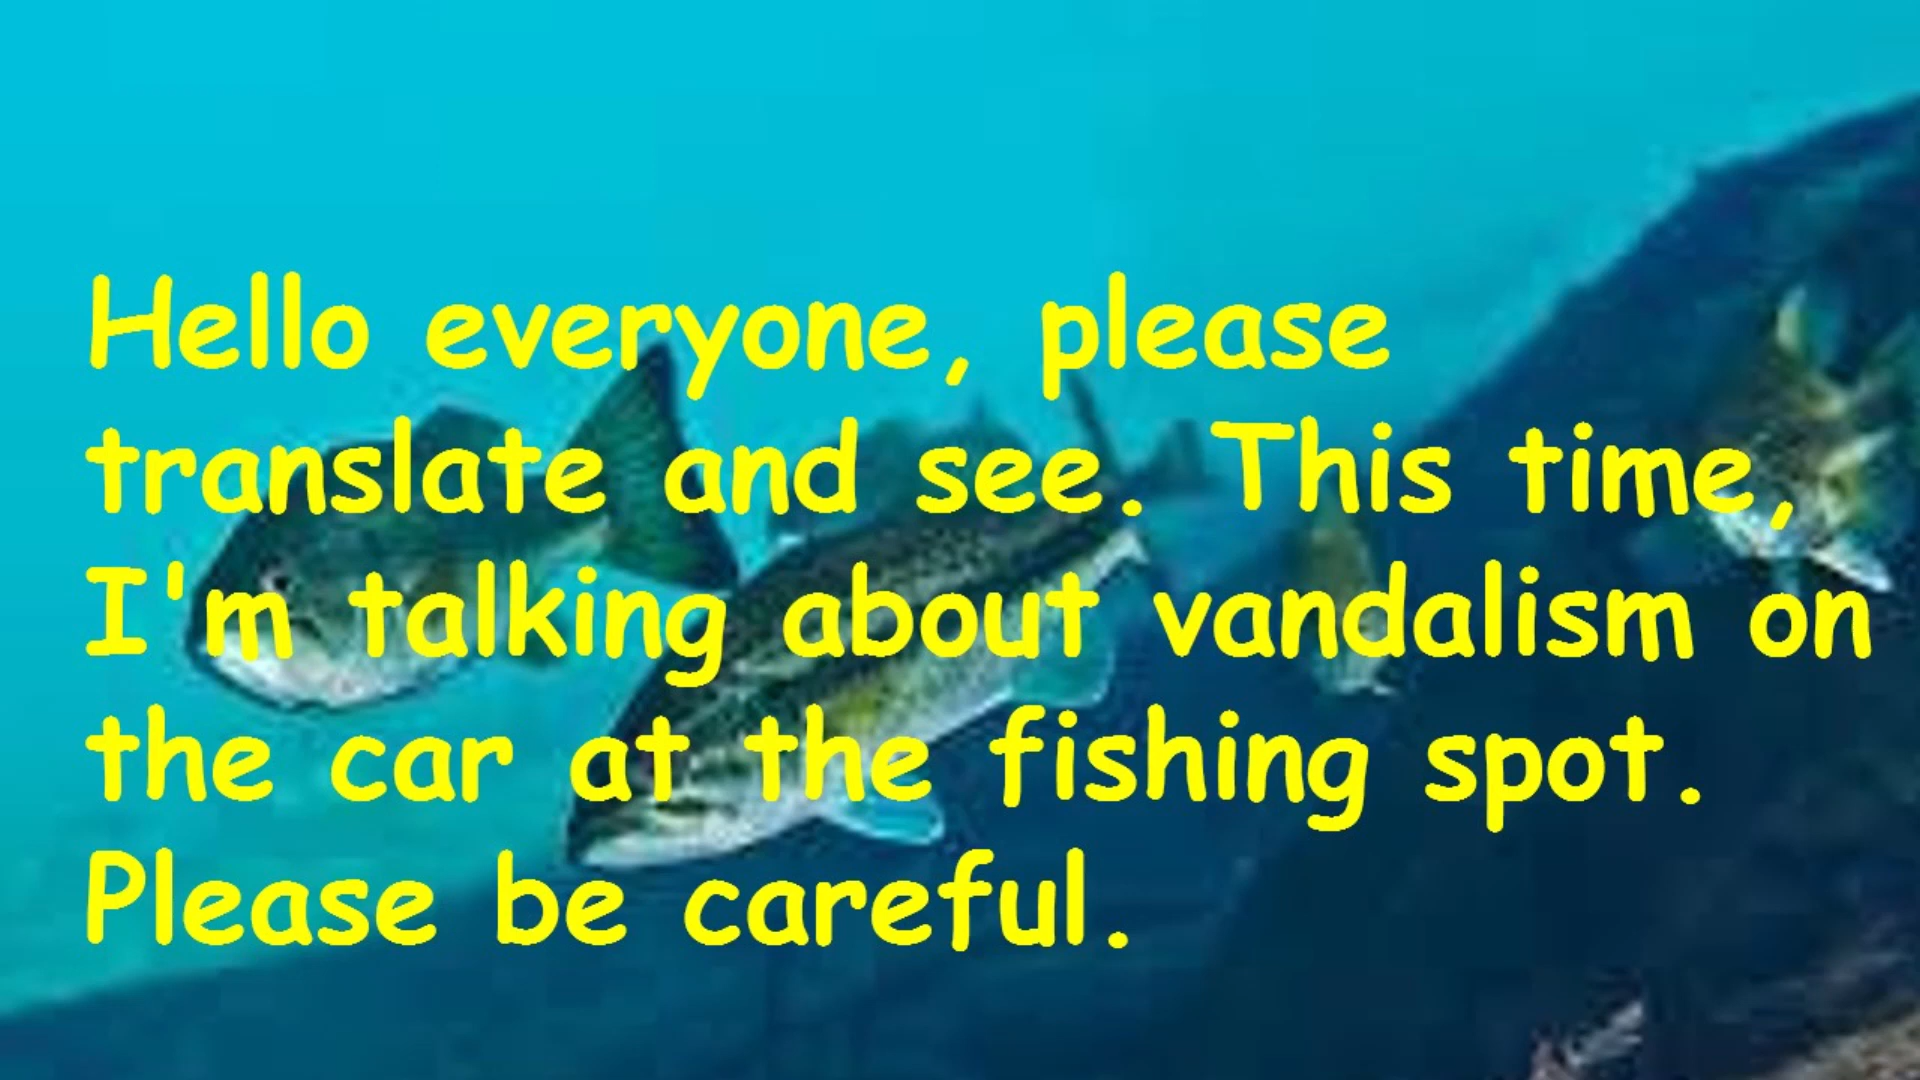 Hello everyone, please
translate and see. This time,
I'm talking about vandalism on
the car at the fishing spot.
Please be careful.